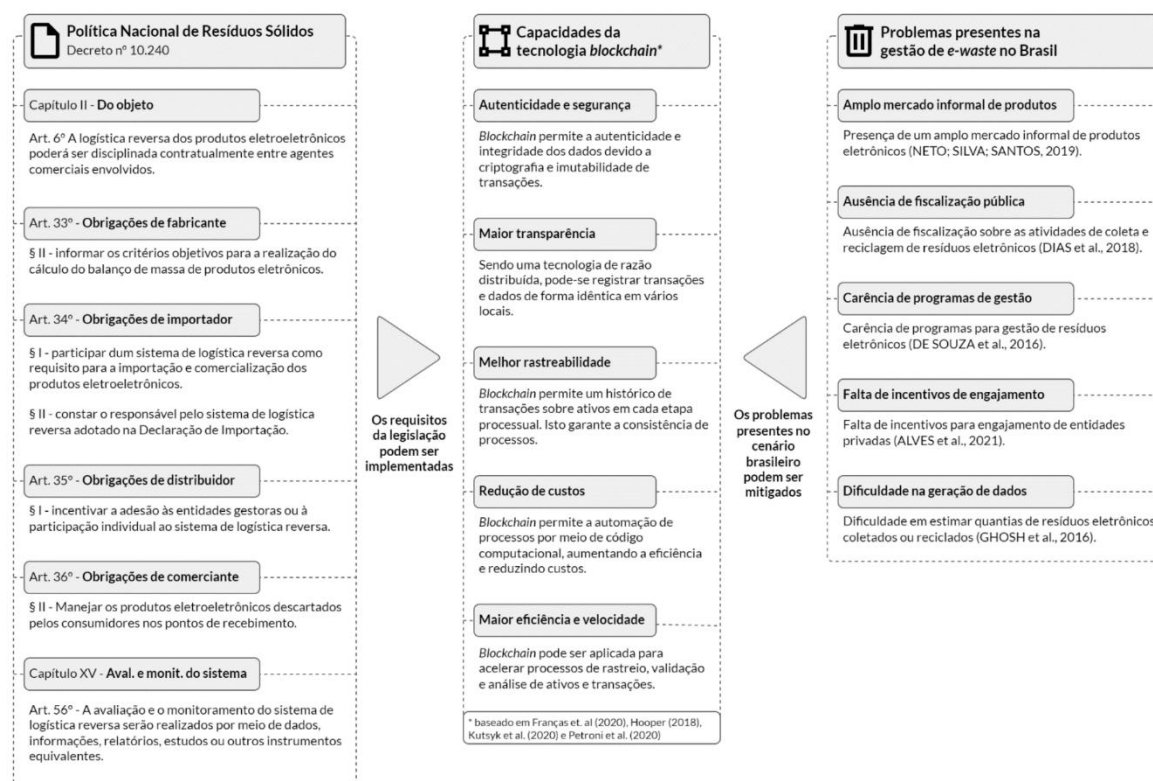 Política Nacional de Resíduos Sólidos
Decreto nº 10.240
Capítulo II - Do objeto
Art. 6º A logística reversa dos produtos eletroeletrônicos
poderá ser disciplinada contratualmente entre agentes
comerciais envolvidos.
Art. 33º - Obrigações de fabricante
§ II - informar os critérios objetivos para a realização do
cálculo do balanço de massa de produtos eletrônicos.
Art. 34º - Obrigações de importador
§ I - participar dum sistema de logística reversa como
requisito para a importação e comercialização dos
produtos eletroeletrônicos.
§ II - constar o responsável pelo sistema de logística
reversa adotado na Declaração de Importação.
Art. 35º - Obrigações de distribuidor
§ I - incentivar a adesão às entidades gestoras ou à
participação individual ao sistema de logística reversa.
Art. 36º - Obrigações de comerciante
§ II - Manejar os produtos eletroeletrônicos descartados
pelos consumidores nos pontos de recebimento.
Capítulo XV - Aval. e monit. do sistema
Art. 56º - A avaliação e o monitoramento do sistema de
logística reversa serão realizados por meio de dados,
informações, relatórios, estudos ou outros instrumentos
equivalentes.
Os requisitos
da legislação
podem ser
implementadas
Capacidades da
tecnologia blockchain*
Autenticidade e segurança
Blockchain permite a autenticidade e
integridade dos dados devido a
criptografia e imutabilidade de
transações.
Maior transparência
Sendo uma tecnologia de razão
distribuída, pode-se registrar transações
e dados de forma idêntica em vários
locais.
Melhor rastreabilidade
Blockchain permite um histórico de
transações sobre ativos em cada etapa
processual. Isto garante a consistência de
processos.
Redução de custos
Blockchain permite a automação de
processos por meio de código
computacional, aumentando a eficiência
e reduzindo custos.
Maior eficiência e velocidade
Blockchain pode ser aplicada para
acelerar processos de rastreio, validação
e análise de ativos e transações.
* baseado em Franças et. al (2020), Hooper (2018),
Kutsyk et al. (2020) e Petroni et al. (2020)
Os problemas
presentes no
cenário
brasileiro
podem ser
mitigados
Problemas presentes na
gestão de e-waste no Brasil
Amplo mercado informal de produtos
Presença de um amplo mercado informal de produtos
eletrônicos (NETO; SILVA; SANTOS, 2019).
Ausência de fiscalização pública
Ausência de fiscalização sobre as atividades de coleta e
reciclagem de resíduos eletrônicos (DIAS et al., 2018).
Carência de programas de gestão
Carência de programas para gestão de resíduos
eletrônicos (DE SOUZA et al., 2016).
Falta de incentivos de engajamento
Falta de incentivos para engajamento de entidades
privadas (ALVES et al., 2021).
Dificuldade na geração de dados
Dificuldade em estimar quantias de resíduos eletrônicos
coletados ou reciclados (GHOSH et al., 2016).